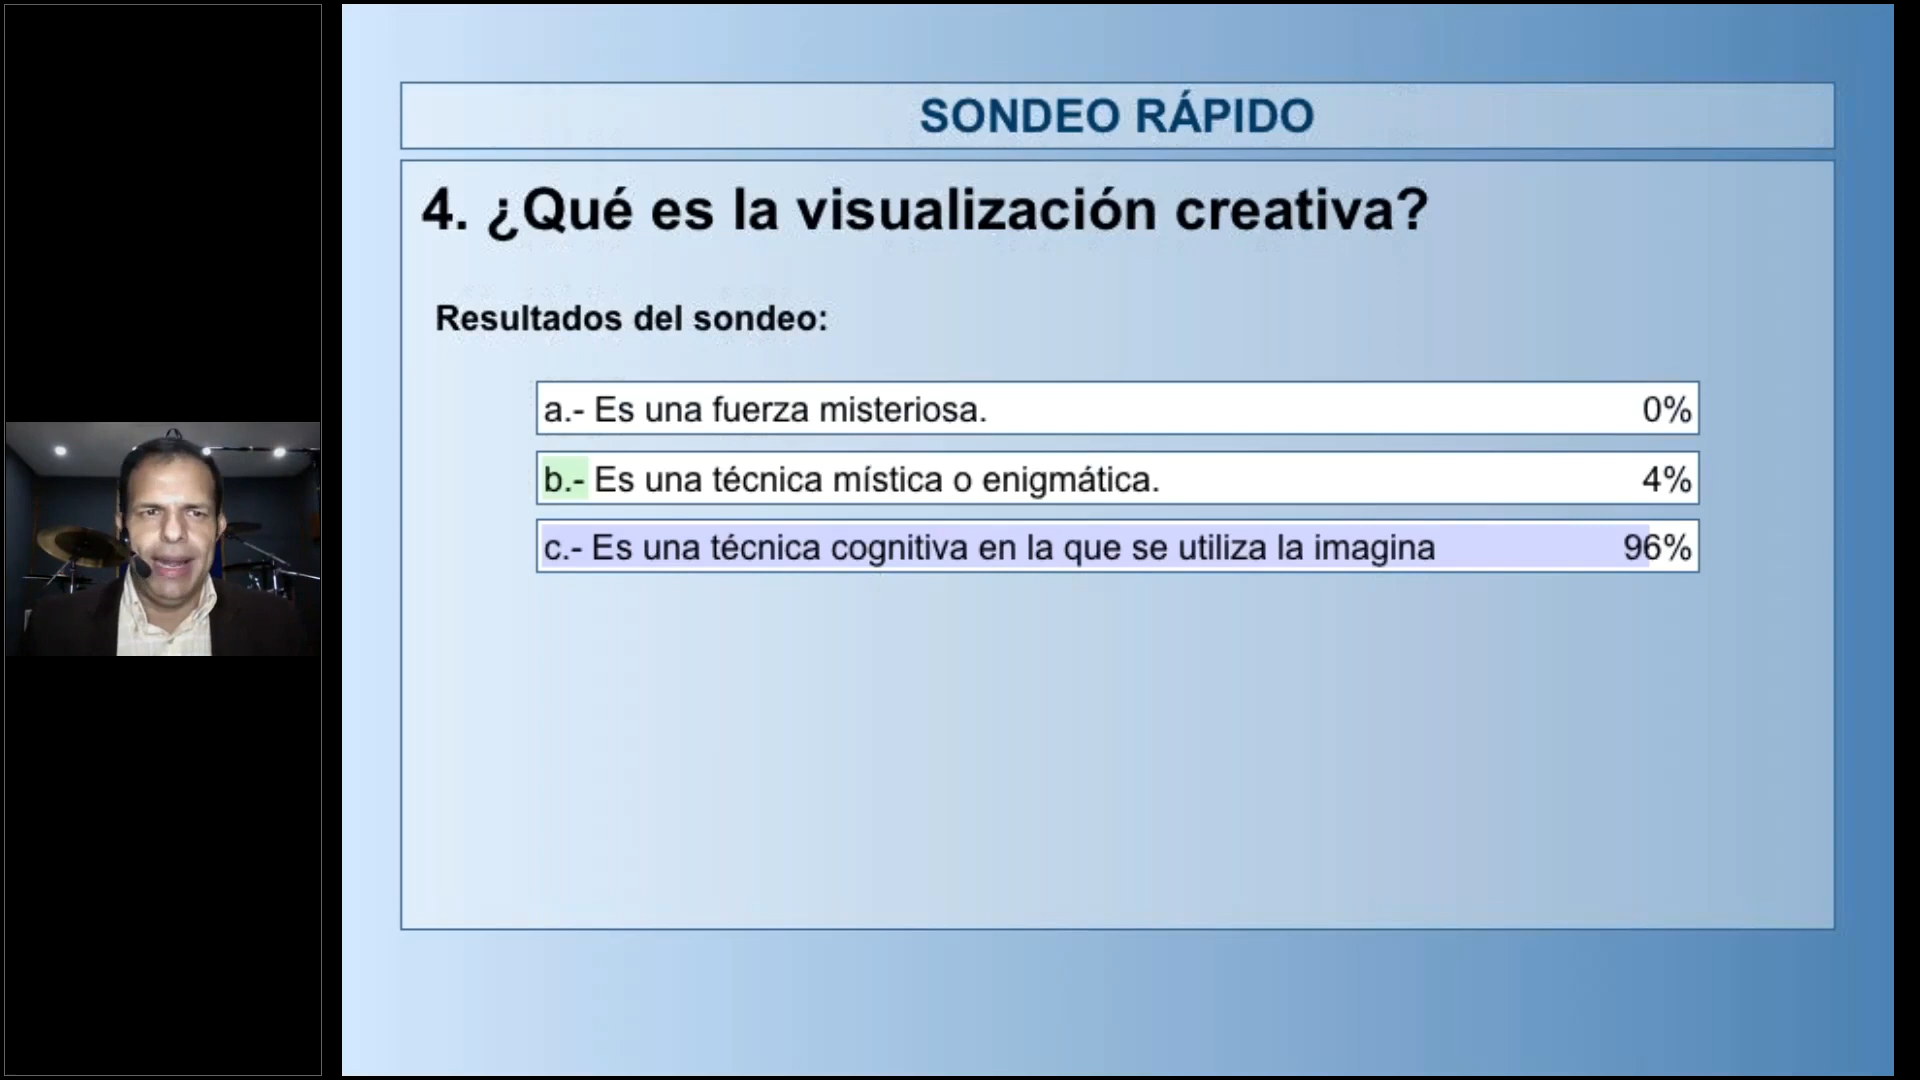 SONDEO RÁPIDO
4. ¿Qué es la visualización creativa?
Resultados del sondeo:
a.- Es una fuerza misteriosa. 0%
b.- Es una técnica mística o enigmática. 4%
c.- Es una técnica cognitiva en la que se utiliza la imagina 96%